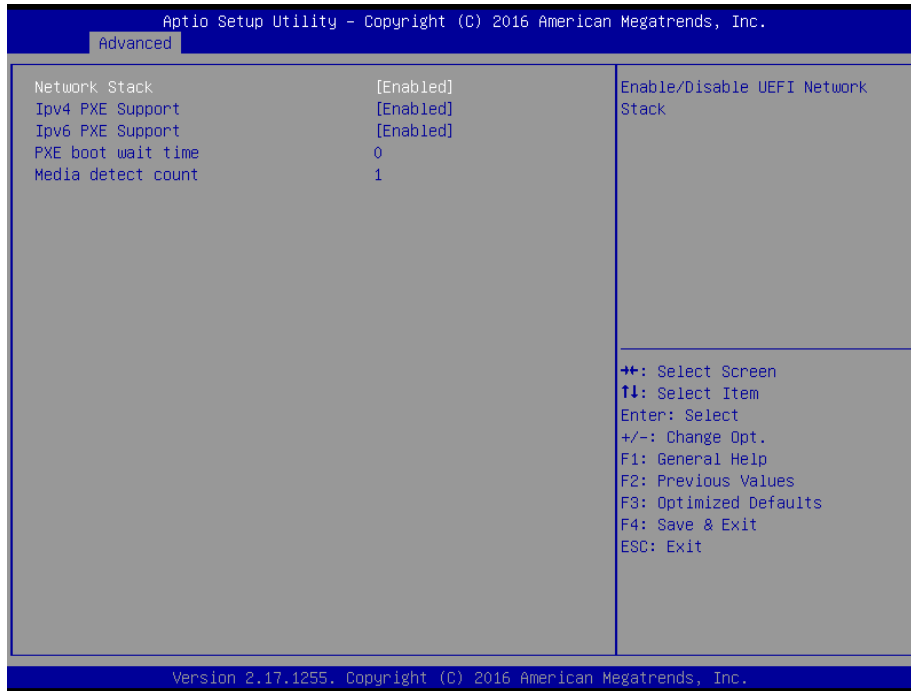 Aptio Setup Utility – Copyright (C) 2016 American Megatrends, Inc.
Advanced
Network Stack [Enabled]
Ipv4 PXE Support [Enabled]
Ipv6 PXE Support [Enabled]
PXE boot wait time 0
Media detect count 1
Enable/Disable UEFI Network
Stack
→←: Select Screen
↑↓: Select Item
Enter: Select
+/-: Change Opt.
F1: General Help
F2: Previous Values
F3: Optimized Defaults
F4: Save & Exit
ESC: Exit
Version 2.17.1255. Copyright (C) 2016 American Megatrends, Inc.